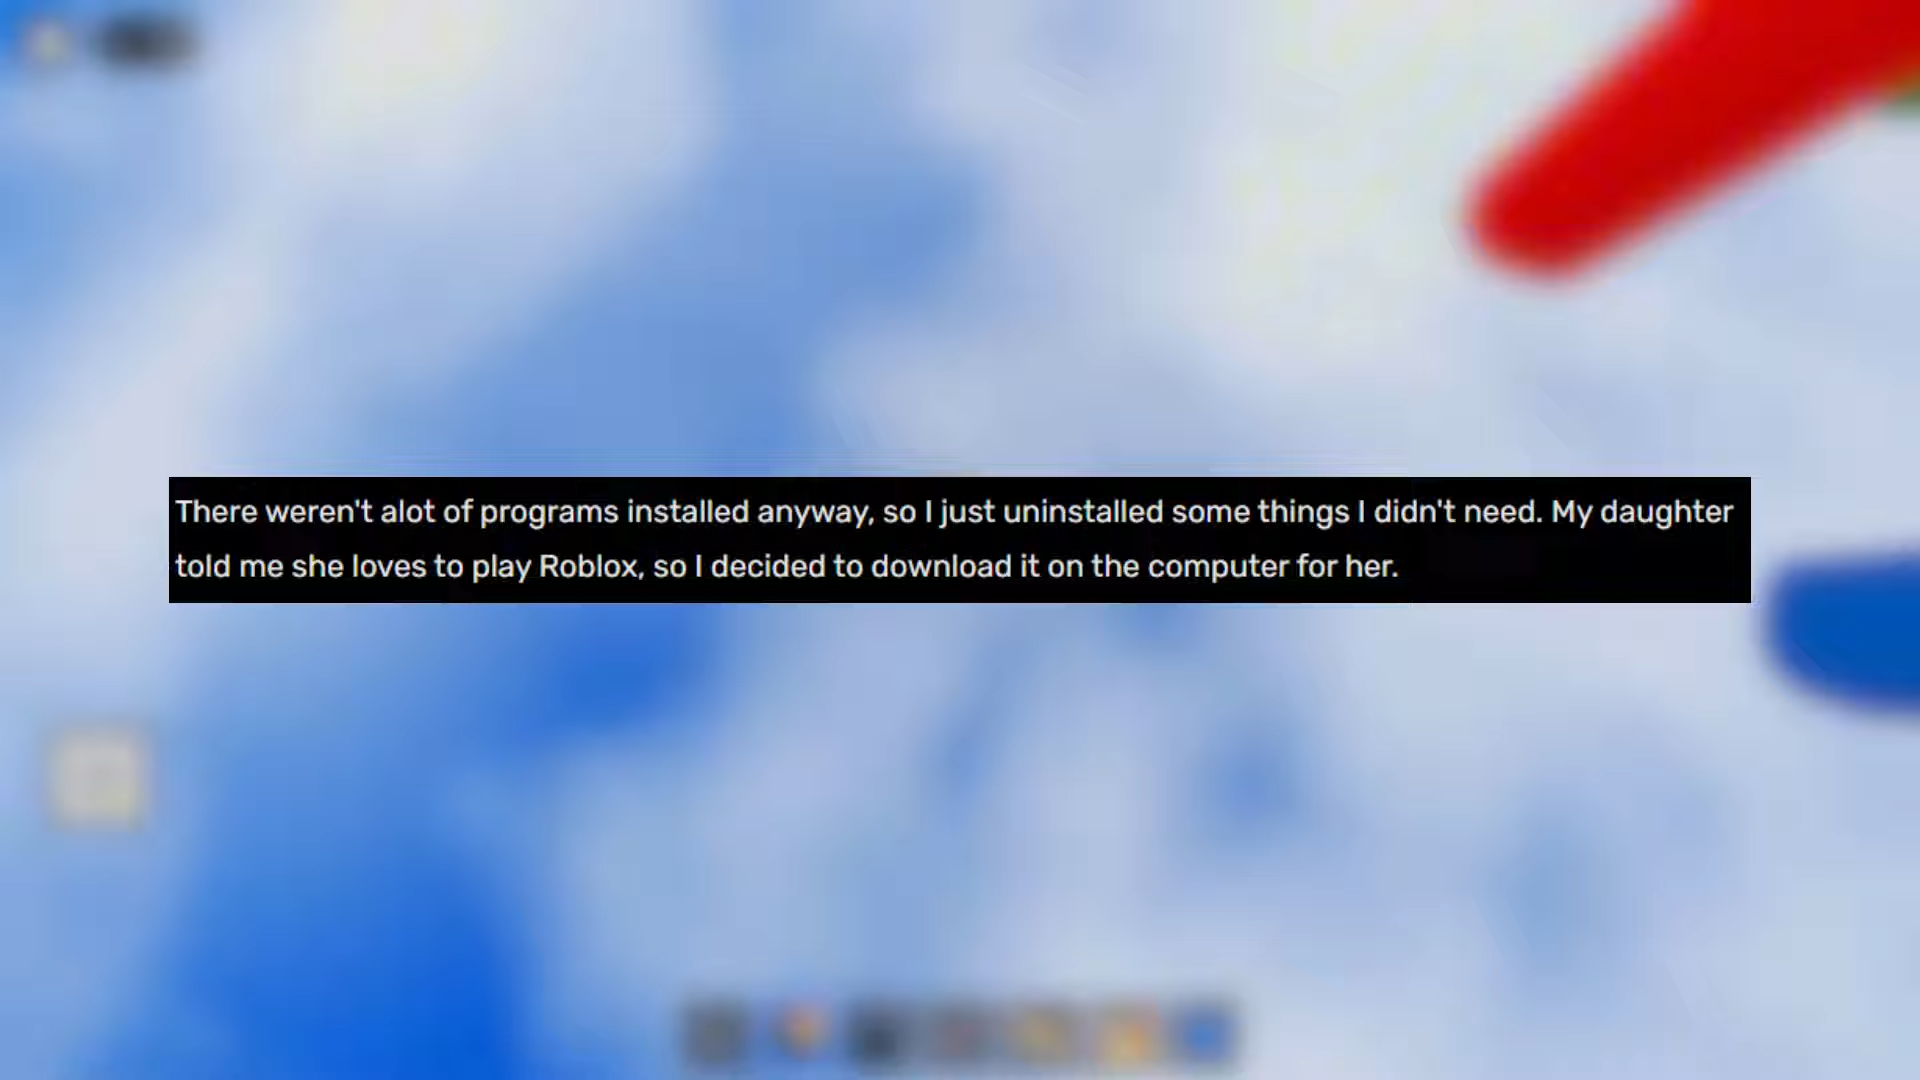 There weren't alot of programs installed anyway, so I just uninstalled some things I didn't need. My daughter
told me she loves to play Roblox, so I decided to download it on the computer for her.